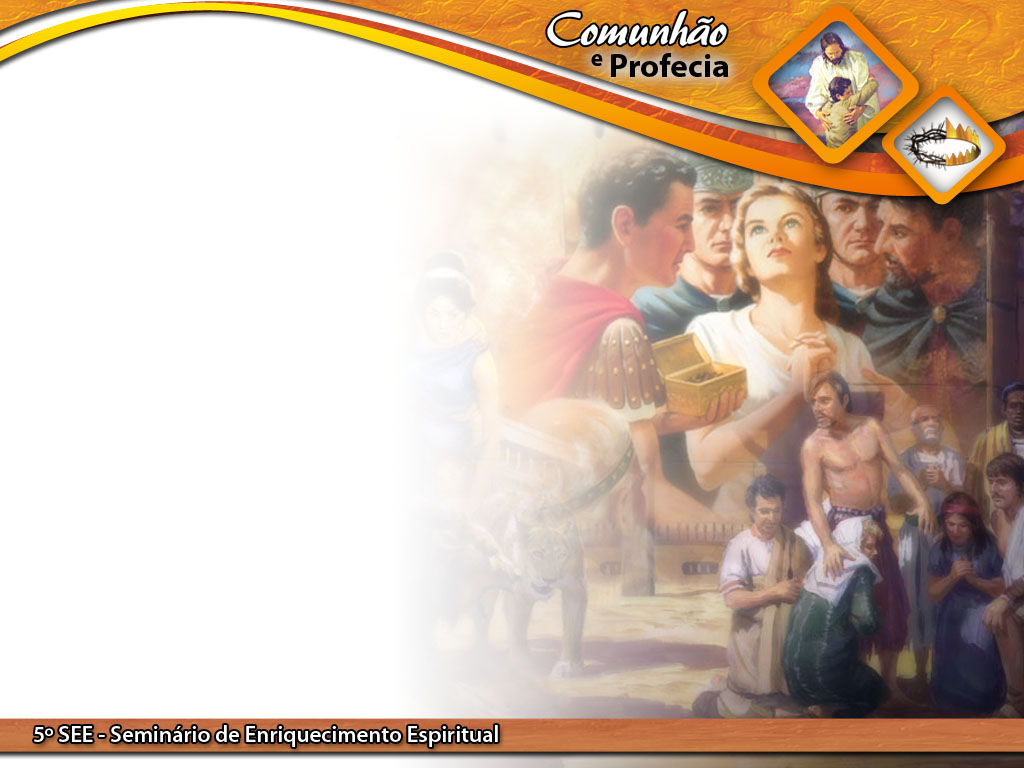 Comunhão
e Profecia
5º SEE - Seminário de Enriquecimento Espiritual